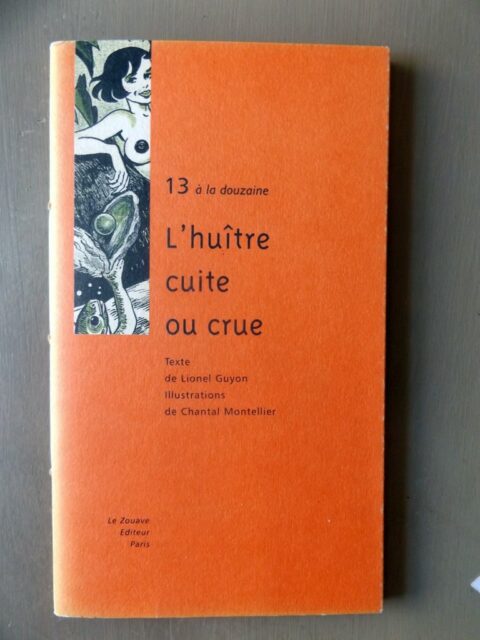 13 à la douzaine
L'huître
cuite
ou crue
Texte
de Lionel Guyon
Illustrations
de Chantal Montellier
Le Zouave
Editeur
Paris